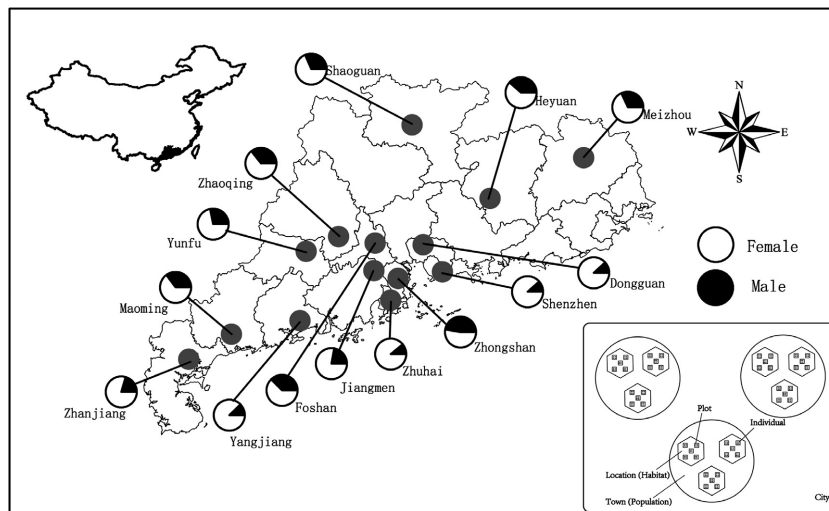 Shaoguan
Heyuan
Meizhou
N
W
E
S
Zhaoqing
Yunfu
Female
Dongguan
Male
Shenzhen
Maoming
Zhongshan
Zhuhai
Jiangmen
Foshan
Zhanjiang
Yangjiang
Plot
Individual
Location (Habitat)
Town (Population)
City